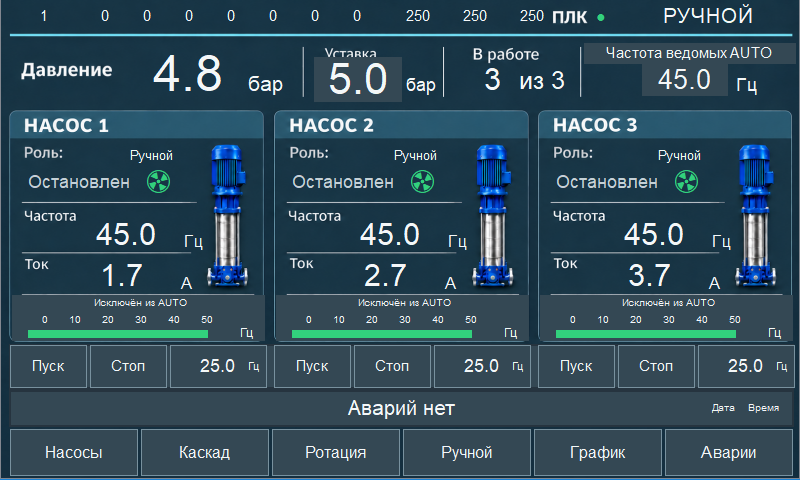 1 0 0 0 0 0 0 0 250 250 250 ПЛК РУЧНОЙ
Давление 4.8 бар
Уставка 5.0 бар
В работе 3 из 3
Частота ведомых AUTO 45.0 Гц
НАСОС 1
Роль: Ручной
Остановлен
Частота 45.0 Гц
Ток 1.7 А
Исключён из AUTO
0 10 20 30 40 50 Гц
Пуск Стоп 25.0 Гц
НАСОС 2
Роль: Ручной
Остановлен
Частота 45.0 Гц
Ток 2.7 А
Исключён из AUTO
0 10 20 30 40 50 Гц
Пуск Стоп 25.0 Гц
НАСОС 3
Роль: Ручной
Остановлен
Частота 45.0 Гц
Ток 3.7 А
Исключён из AUTO
0 10 20 30 40 50 Гц
Пуск Стоп 25.0 Гц
Аварий нет Дата Время
Насосы Каскад Ротация Ручной График Аварии